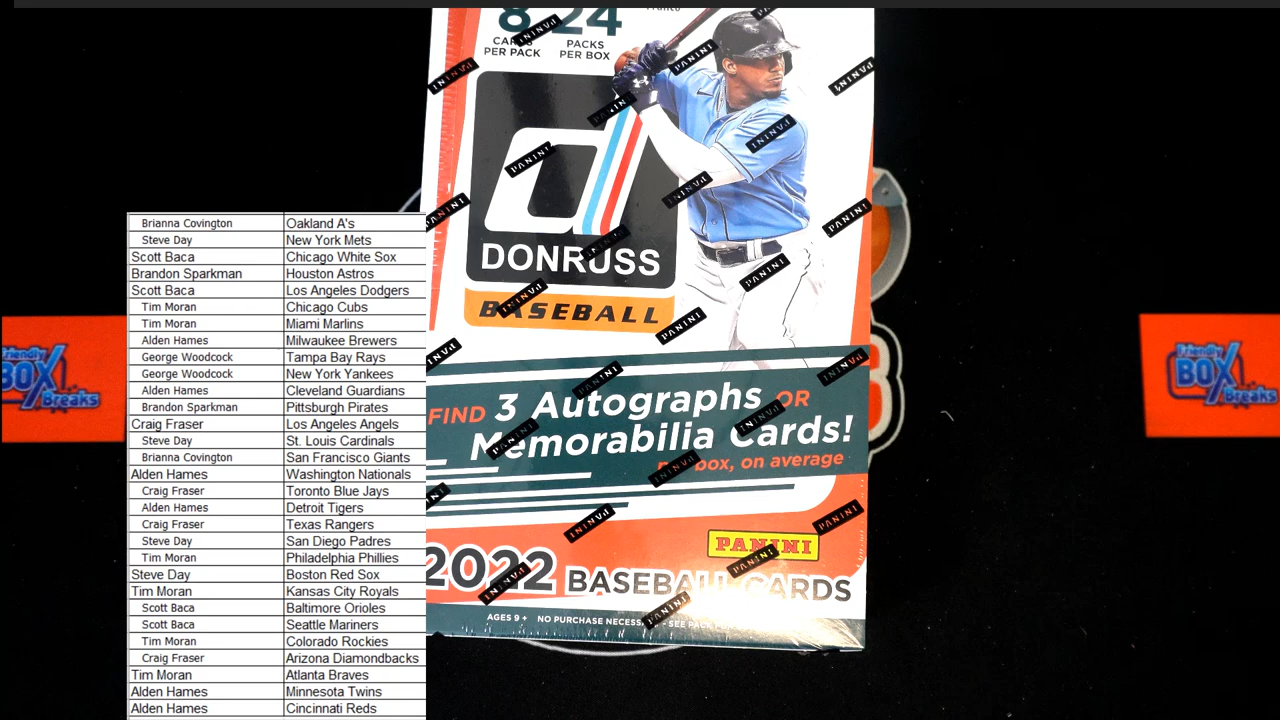 8 24
CARDS PACKS
PER PACK PER BOX
DONRUSS
BASEBALL
FIND 3 Autographs OR
Memorabilia Cards!
per box, on average
PANINI
2022 BASEBALL CARDS
AGES 9+ NO PURCHASE NECESSARY - SEE PACK
Brianna Covington Oakland A's
Steve Day New York Mets
Scott Baca Chicago White Sox
Brandon Sparkman Houston Astros
Scott Baca Los Angeles Dodgers
Tim Moran Chicago Cubs
Tim Moran Miami Marlins
Alden Hames Milwaukee Brewers
George Woodcock Tampa Bay Rays
George Woodcock New York Yankees
Alden Hames Cleveland Guardians
Brandon Sparkman Pittsburgh Pirates
Craig Fraser Los Angeles Angels
Steve Day St. Louis Cardinals
Brianna Covington San Francisco Giants
Alden Hames Washington Nationals
Craig Fraser Toronto Blue Jays
Alden Hames Detroit Tigers
Craig Fraser Texas Rangers
Steve Day San Diego Padres
Tim Moran Philadelphia Phillies
Steve Day Boston Red Sox
Tim Moran Kansas City Royals
Scott Baca Baltimore Orioles
Scott Baca Seattle Mariners
Tim Moran Colorado Rockies
Craig Fraser Arizona Diamondbacks
Tim Moran Atlanta Braves
Alden Hames Minnesota Twins
Alden Hames Cincinnati Reds
Friendly
BOX
Breaks
Friendly
BOX
Breaks